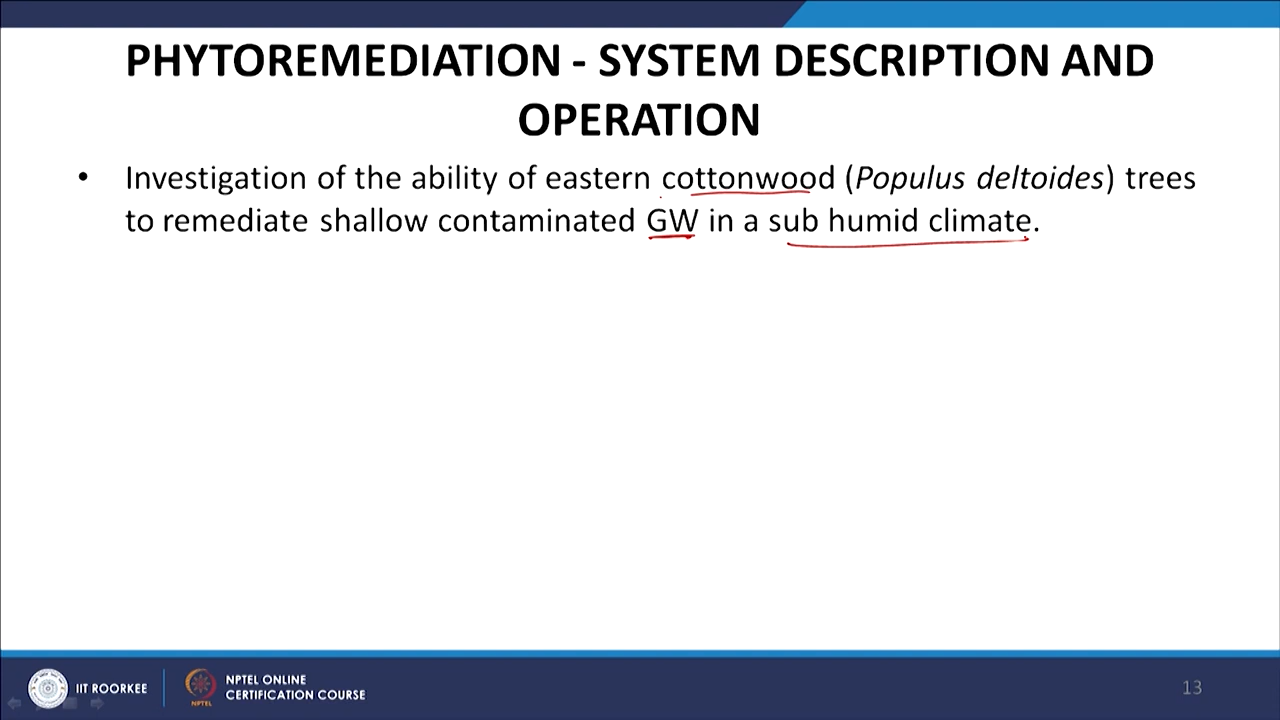 PHYTOREMEDIATION - SYSTEM DESCRIPTION AND
OPERATION
• Investigation of the ability of eastern cottonwood (Populus deltoides) trees
to remediate shallow contaminated GW in a sub humid climate.
IIT ROORKEE
NPTEL
NPTEL ONLINE
CERTIFICATION COURSE
13